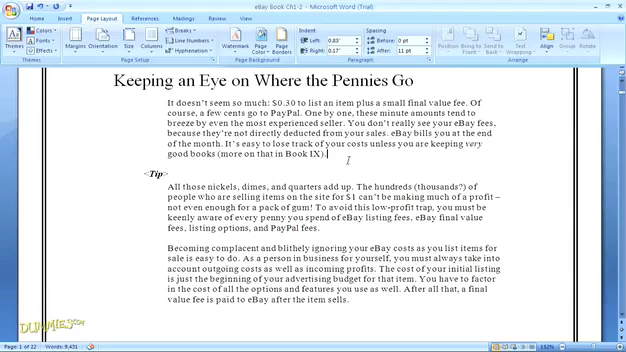 eBay Book Ch1-2 - Microsoft Word (Trial)
Home Insert Page Layout References Mailings Review View
Themes Colors Fonts Effects
Themes
Margins Orientation Size Columns Breaks Line Numbers Hyphenation
Page Setup
Watermark Page Color Page Borders
Page Background
Indent Spacing
Left: 0.83" Before: 0 pt
Right: 0.17" After: 11 pt
Paragraph
Position Bring to Front Send to Back Text Wrapping Align Group Rotate
Arrange
Keeping an Eye on Where the Pennies Go
It doesn't seem so much: $0.30 to list an item plus a small final value fee. Of
course, a few cents go to PayPal. One by one, these minute amounts tend to
breeze by even the most experienced seller. You don't really see your eBay fees,
because they're not directly deducted from your sales. eBay bills you at the end
of the month. It's easy to lose track of your costs unless you are keeping very
good books (more on that in Book IX).
<Tip>
All those nickels, dimes, and quarters add up. The hundreds (thousands?) of
people who are selling items on the site for $1 can't be making much of a profit –
not even enough for a pack of gum! To avoid this low-profit trap, you must be
keenly aware of every penny you spend of eBay listing fees, eBay final value
fees, listing options, and PayPal fees.
Becoming complacent and blithely ignoring your eBay costs as you list items for
sale is easy to do. As a person in business for yourself, you must always take into
account outgoing costs as well as incoming profits. The cost of your initial listing
is just the beginning of your advertising budget for that item. You have to factor
in the cost of all the options and features you use as well. After all that, a final
value fee is paid to eBay after the item sells.
DUMMIES.COM
Page: 1 of 22 Words: 9,431 152%